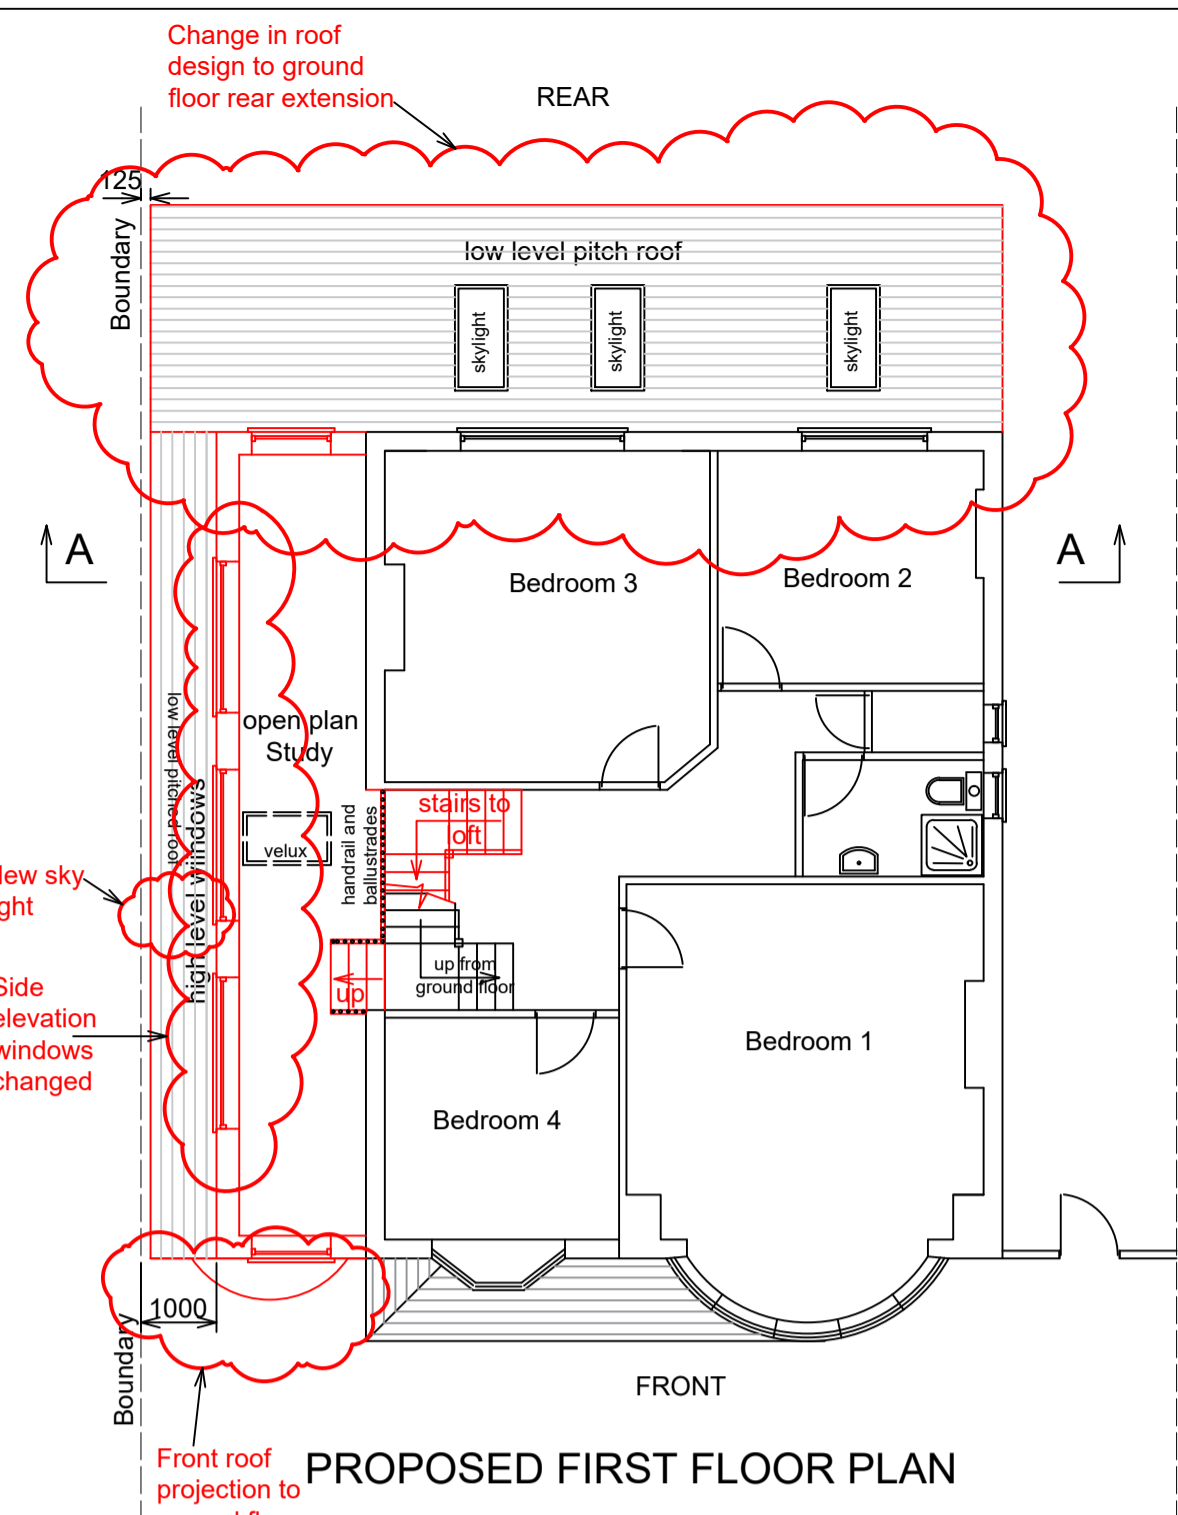 Change in roof
design to ground
floor rear extension
REAR
125
Boundary
low level pitch roof
skylight
skylight
skylight
A
A
Bedroom 3
Bedroom 2
low level pitched roof
open plan
Study
high level windows
velux
handrail and
ballustrades
stairs to
loft
up from
ground floor
up
sky
Side
elevation
windows
changed
Bedroom 1
Bedroom 4
1000
Boundary
FRONT
Front roof
projection to
PROPOSED FIRST FLOOR PLAN